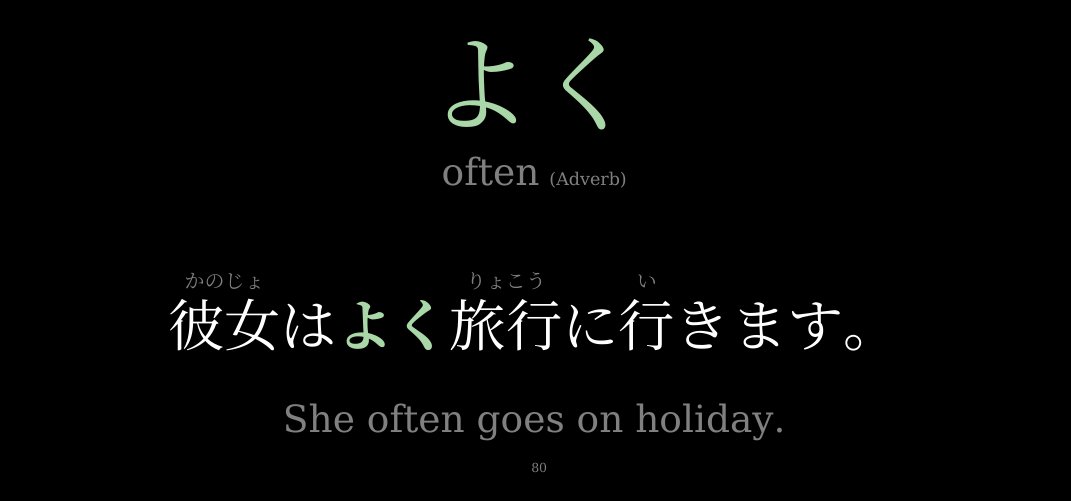 よく
often (Adverb)
かのじょ りょこう い
彼女はよく旅行に行きます。
She often goes on holiday.
80